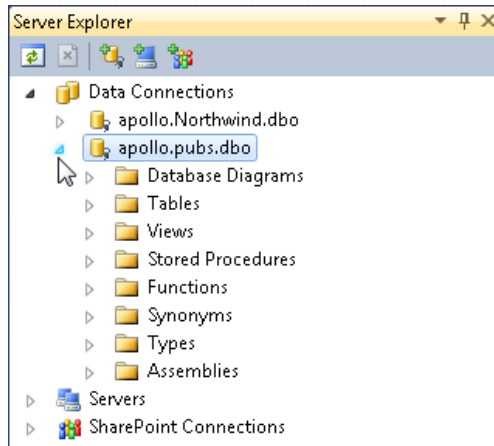 Server Explorer
Data Connections
apollo.Northwind.dbo
apollo.pubs.dbo
Database Diagrams
Tables
Views
Stored Procedures
Functions
Synonyms
Types
Assemblies
Servers
SharePoint Connections